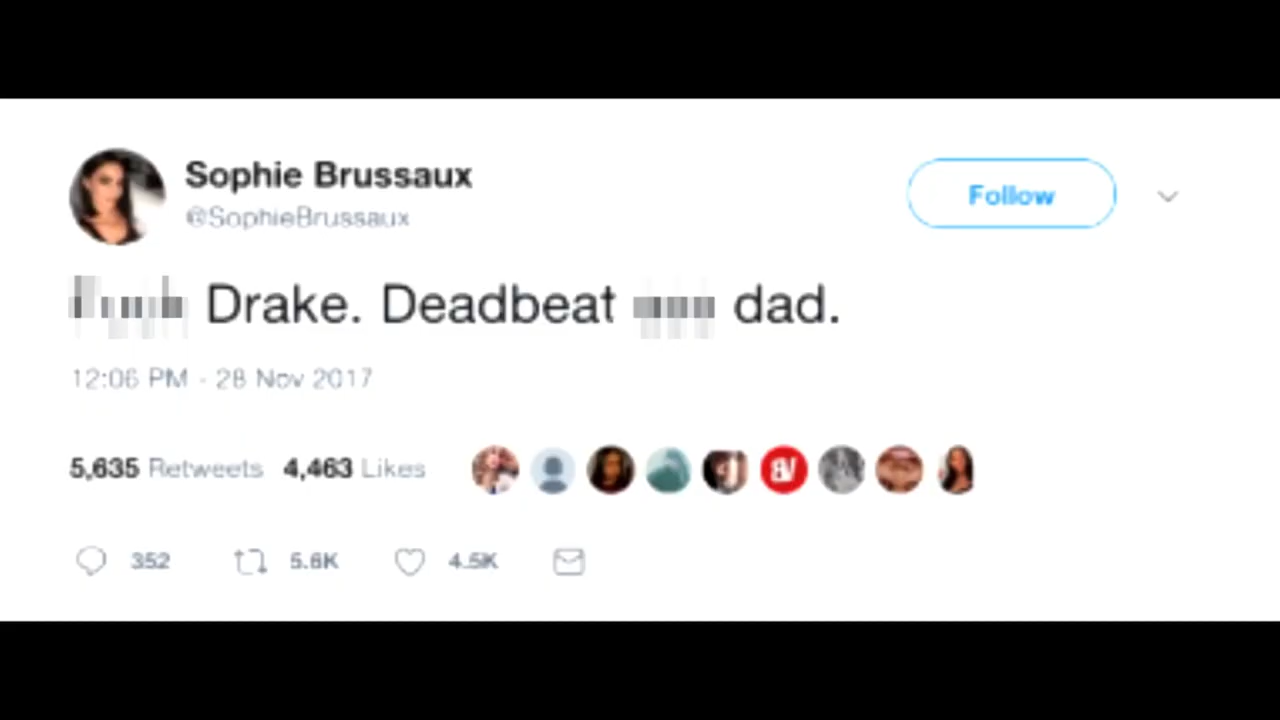 Sophie Brussaux
@SophieBrussaux
Follow
Drake. Deadbeat dad.
12:06 PM - 28 Nov 2017
5,635 Retweets 4,463 Likes
352 5.6K 4.5K